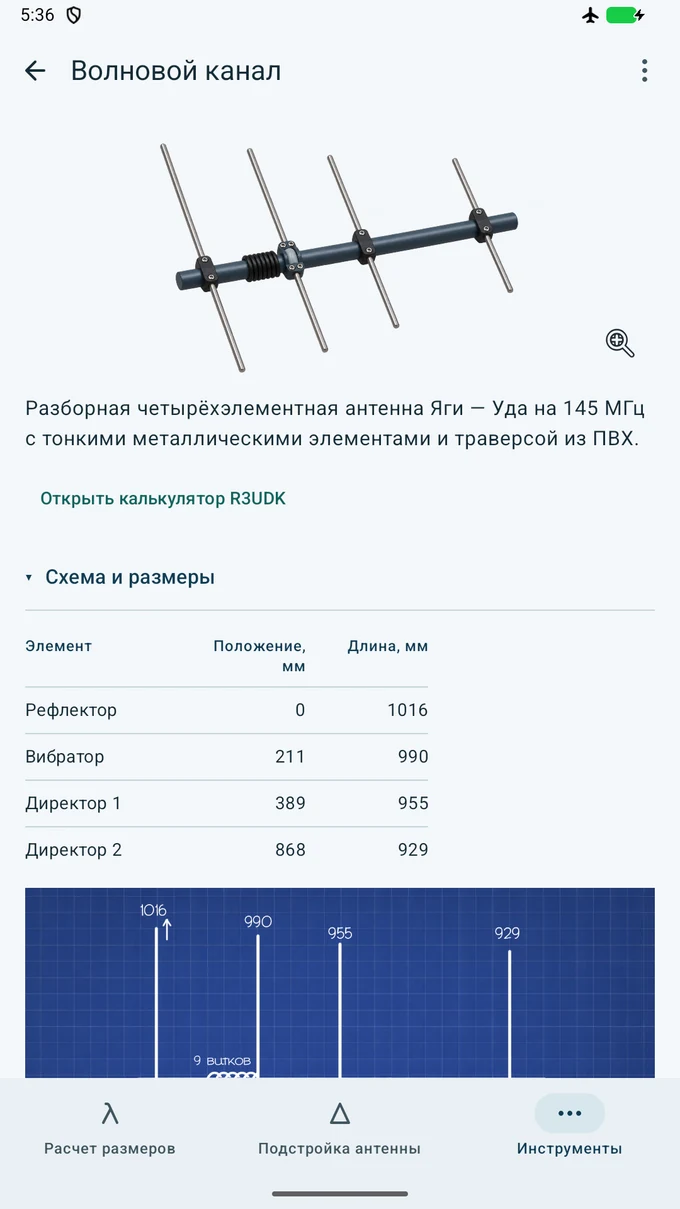 5:36
Волновой канал
Разборная четырёхэлементная антенна Яги — Уда на 145 МГц
с тонкими металлическими элементами и траверсой из ПВХ.
Открыть калькулятор R3UDK
Схема и размеры
Элемент Положение, мм Длина, мм
Рефлектор 0 1016
Вибратор 211 990
Директор 1 389 955
Директор 2 868 929
1016
990
955
929
9 витков
λ Δ
Расчет размеров Подстройка антенны Инструменты